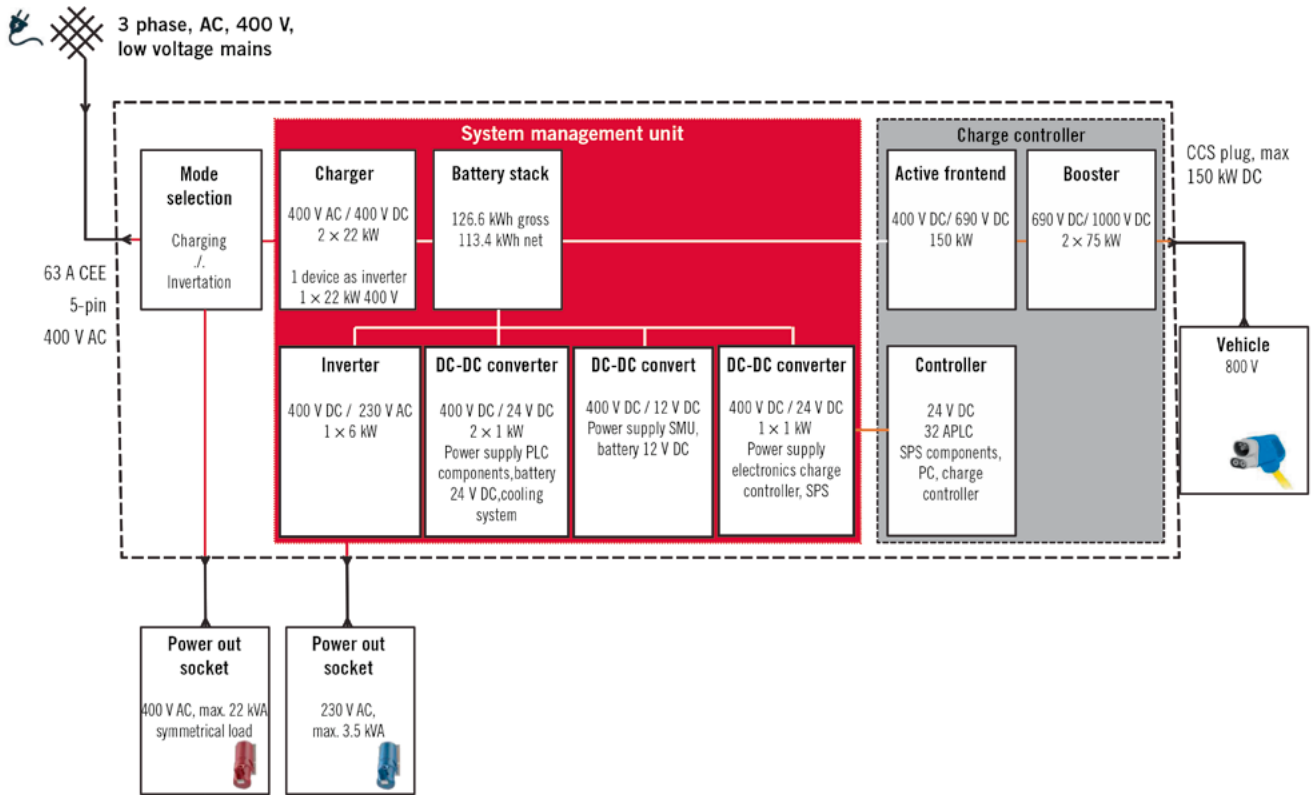 3 phase, AC, 400 V,
low voltage mains
System management unit
Charge controller
CCS plug, max
150 kW DC
63 A CEE
5-pin
400 V AC
Mode
selection
Charging
./.
Invertation
Charger
400 V AC / 400 V DC
2 × 22 kW
1 device as inverter
1 × 22 kW 400 V
Battery stack
126.6 kWh gross
113.4 kWh net
Active frontend
400 V DC/ 690 V DC
150 kW
Booster
690 V DC/ 1000 V DC
2 × 75 kW
Vehicle
800 V
Inverter
400 V DC / 230 V AC
1 × 6 kW
DC-DC converter
400 V DC / 24 V DC
2 × 1 kW
Power supply PLC
components,battery
24 V DC,cooling
system
DC-DC convert
400 V DC / 12 V DC
Power supply SMU,
battery 12 V DC
DC-DC converter
400 V DC / 24 V DC
1 × 1 kW
Power supply
electronics charge
controller, SPS
Controller
24 V DC
32 APLC
SPS components,
PC, charge
controller
Power out
socket
400 V AC, max. 22 kVA
symmetrical load
Power out
socket
230 V AC,
max. 3.5 kVA